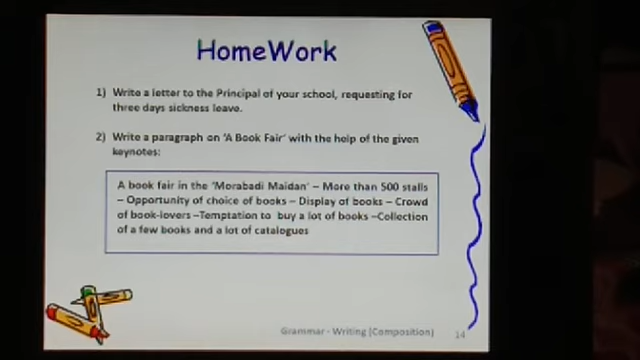 HomeWork
1) Write a letter to the Principal of your school, requesting for
three days sickness leave.
2) Write a paragraph on 'A Book Fair' with the help of the given
keynotes:
A book fair in the 'Morabadi Maidan' – More than 500 stalls
– Opportunity of choice of books – Display of books – Crowd
of book-lovers –Temptation to buy a lot of books –Collection
of a few books and a lot of catalogues
Grammar - Writing (Composition) 14